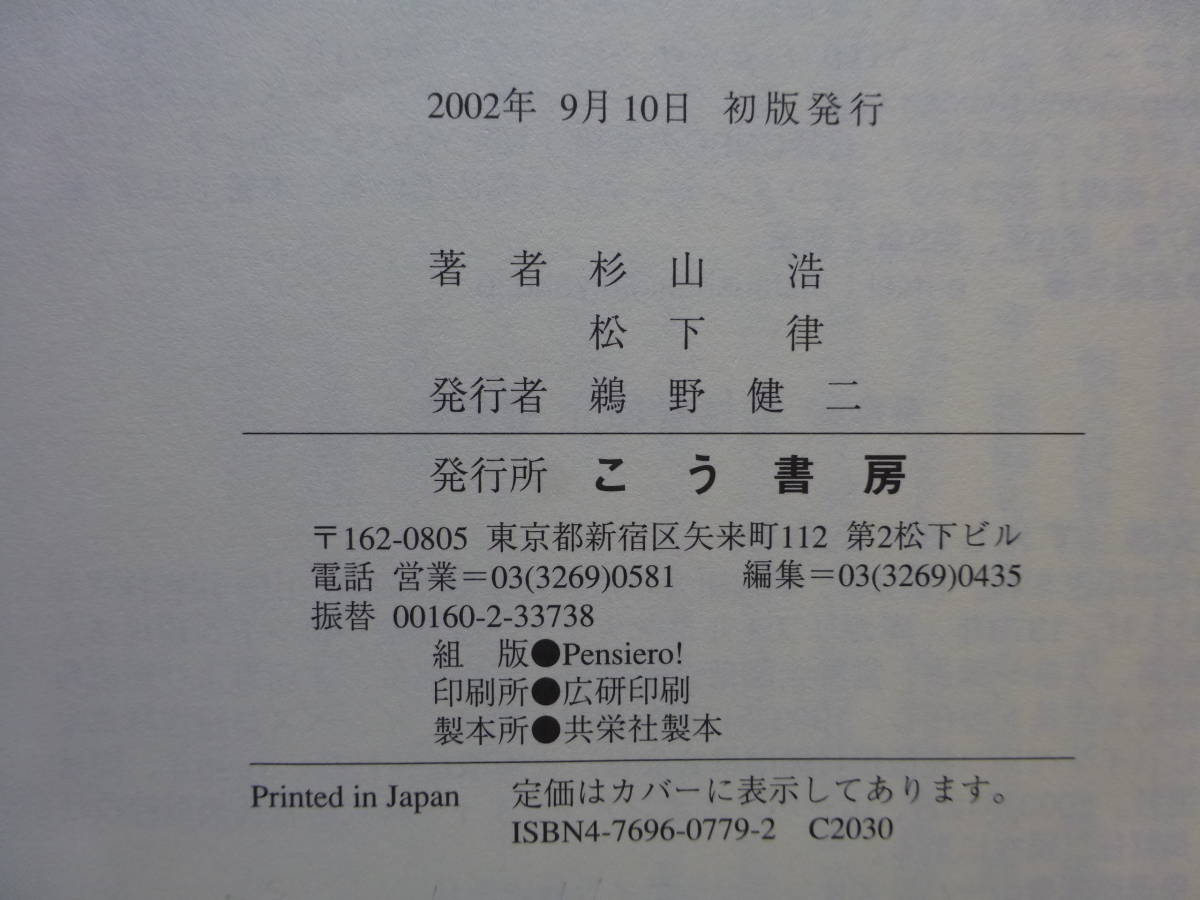 2002年 9月10日 初版発行
著 者 杉 山 浩
松 下 律
発行者 鵜 野 健 二
発行所 こ う 書 房
〒162-0805 東京都新宿区矢来町112 第2松下ビル
電話 営業＝03(3269)0581 編集＝03(3269)0435
振替 00160-2-33738
組 版●Pensiero!
印刷所●広研印刷
製本所●共栄社製本
Printed in Japan 定価はカバーに表示してあります。
ISBN4-7696-0779-2 C2030